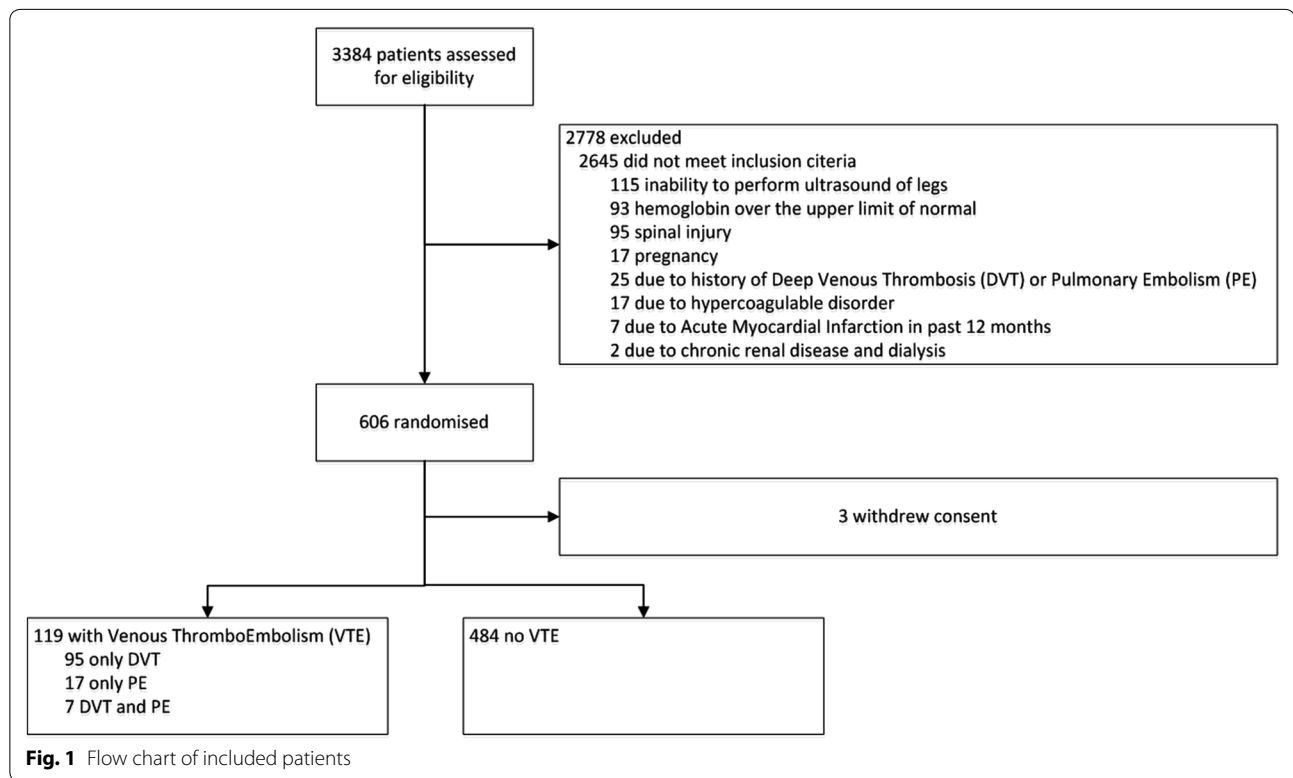 3384 patients assessed
for eligibility
2778 excluded
2645 did not meet inclusion citeria
115 inability to perform ultrasound of legs
93 hemoglobin over the upper limit of normal
95 spinal injury
17 pregnancy
25 due to history of Deep Venous Thrombosis (DVT) or Pulmonary Embolism (PE)
17 due to hypercoagulable disorder
7 due to Acute Myocardial Infarction in past 12 months
2 due to chronic renal disease and dialysis
606 randomised
3 withdrew consent
119 with Venous ThromboEmbolism (VTE)
95 only DVT
17 only PE
7 DVT and PE
484 no VTE
Fig. 1 Flow chart of included patients